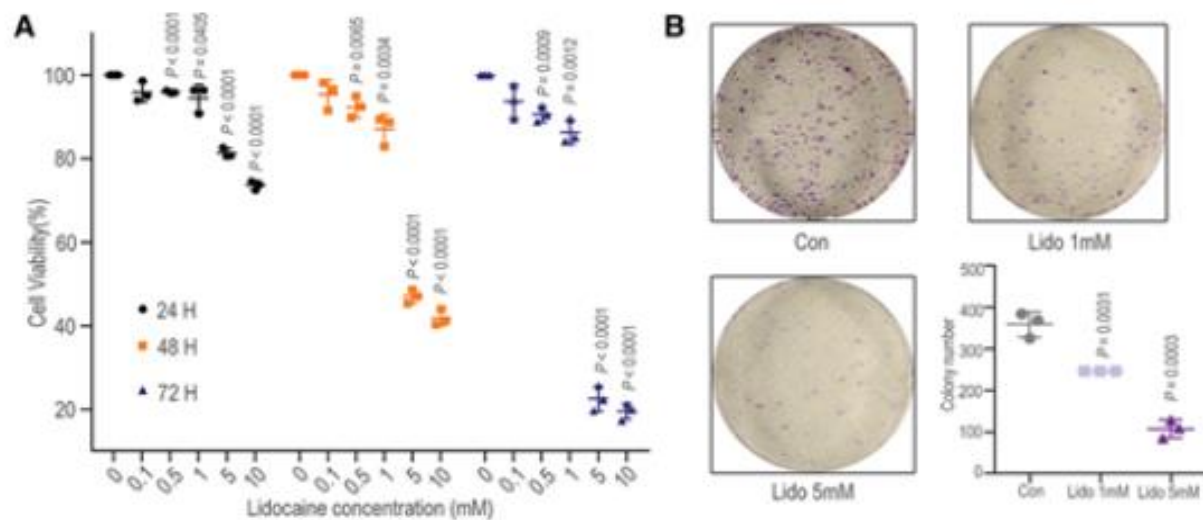 A
Cell Viability(%)
100
80
60
40
20
P < 0.0001
P = 0.0405
P < 0.0001
P < 0.0001
P = 0.0065
P = 0.0034
P < 0.0001
P < 0.0001
P = 0.0009
P = 0.0012
P < 0.0001
P < 0.0001
24 H
48 H
72 H
0 0.1 0.5 1 5 10 0 0.1 0.5 1 5 10 0 0.1 0.5 1 5 10
Lidocaine concentration (mM)
B
Con
Lido 1mM
Lido 5mM
Colony number
500
400
300
200
100
0
P = 0.0031
P = 0.0003
Con Lido 1mM Lido 5mM